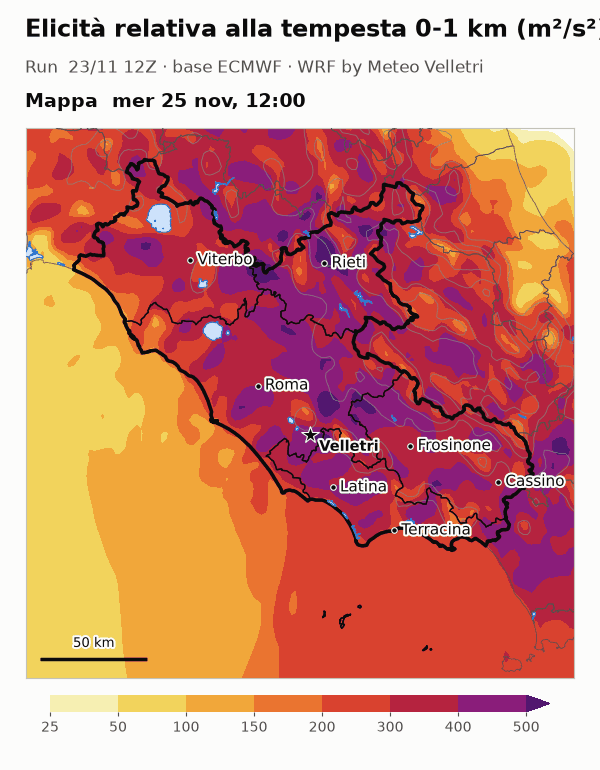 Elicità relativa alla tempesta 0-1 km (m²/s²)
Run 23/11 12Z · base ECMWF · WRF by Meteo Velletri
Mappa mer 25 nov, 12:00
Viterbo
Rieti
Roma
Velletri
Frosinone
Cassino
Latina
Terracina
50 km
25 50 100 150 200 300 400 500